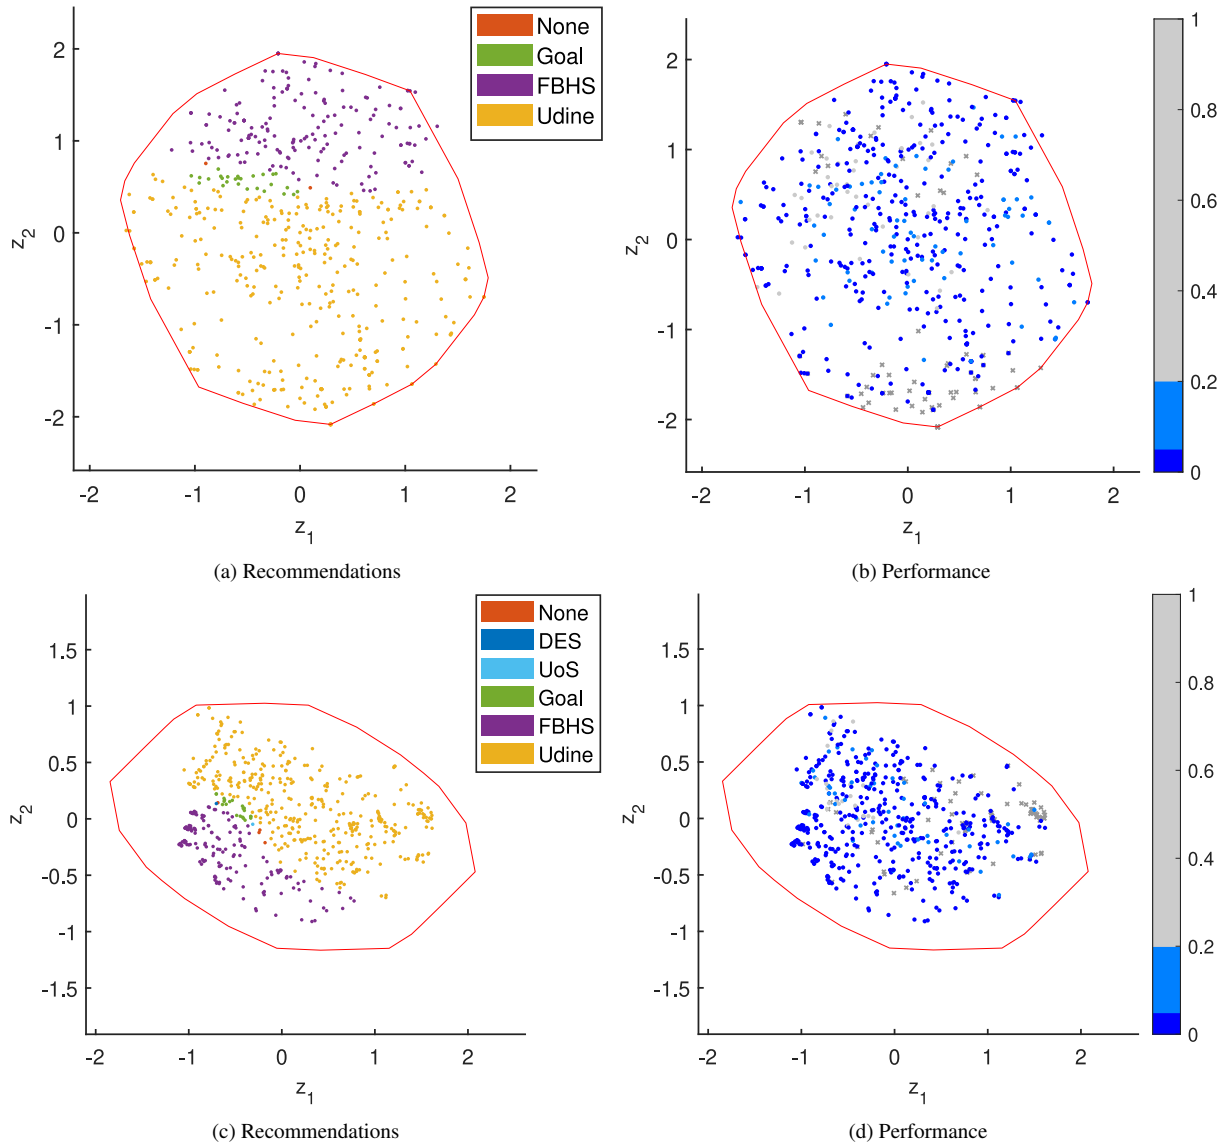 None
Goal
FBHS
Udine
2
1
0
-1
-2
z2
-2 -1 0 1 2
z1
(a) Recommendations
2
1
0
-1
-2
z2
-2 -1 0 1 2
z1
1
0.8
0.6
0.4
0.2
0
(b) Performance
None
DES
UoS
Goal
FBHS
Udine
1.5
1
0.5
0
-0.5
-1
-1.5
z2
-2 -1 0 1 2
z1
(c) Recommendations
1.5
1
0.5
0
-0.5
-1
-1.5
z2
-2 -1 0 1 2
z1
1
0.8
0.6
0.4
0.2
0
(d) Performance